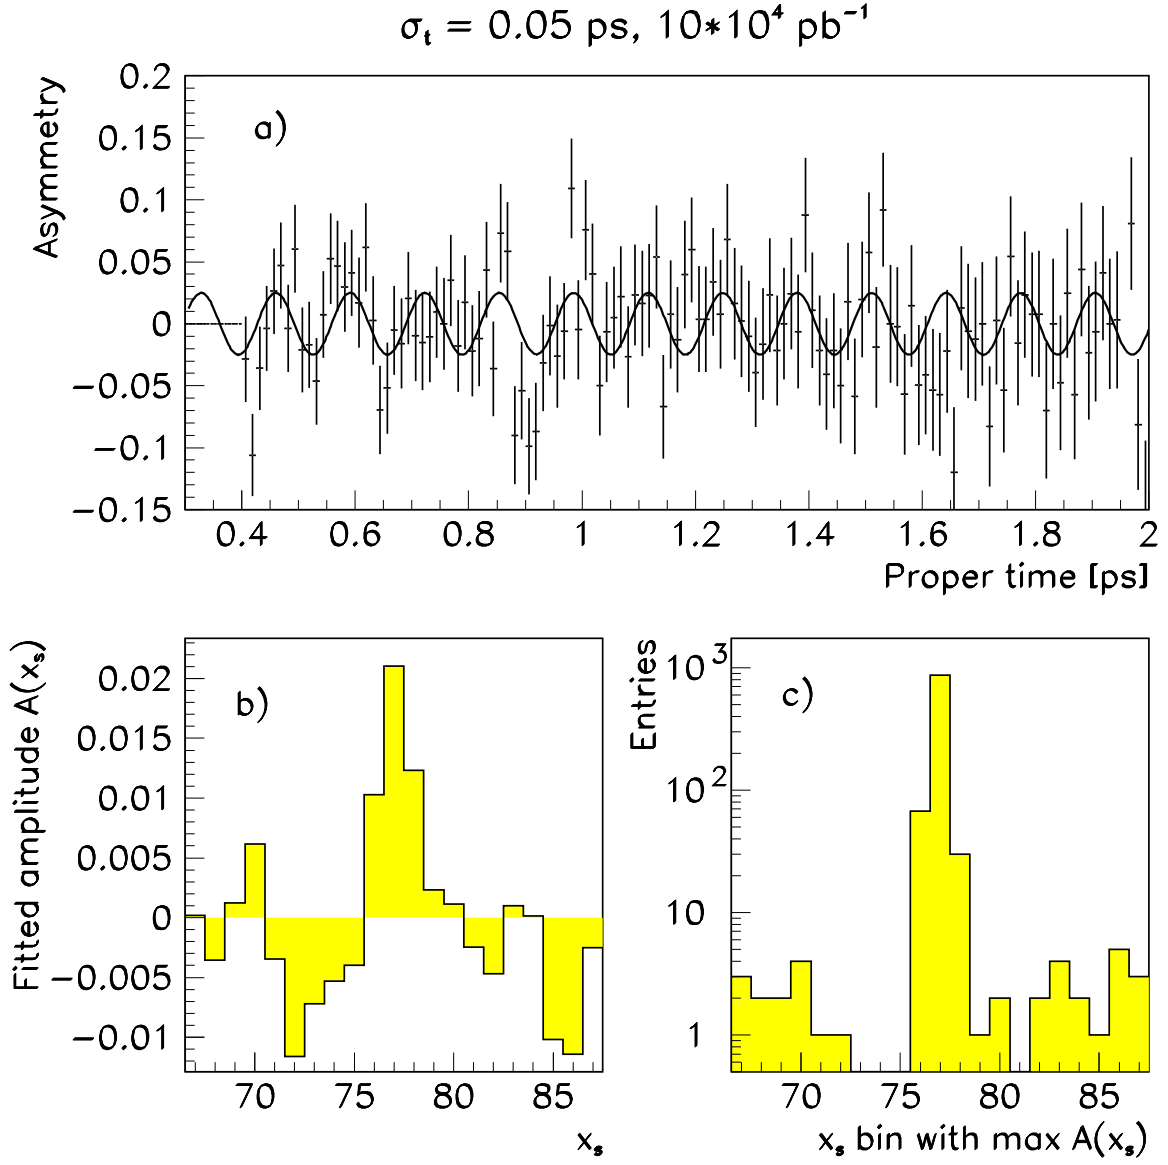 σt = 0.05 ps, 10*10⁴ pb⁻¹
Asymmetry
a)
0.2
0.15
0.1
0.05
0
−0.05
−0.1
−0.15
0.4 0.6 0.8 1 1.2 1.4 1.6 1.8 2
Proper time [ps]
Fitted amplitude A(xs)
b)
0.02
0.015
0.01
0.005
0
−0.005
−0.01
70 75 80 85
xs
Entries
c)
10³
10²
10
1
70 75 80 85
xs bin with max A(xs)